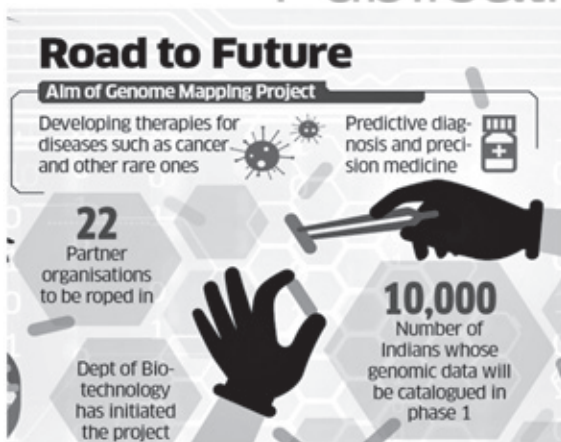 Road to Future
Aim of Genome Mapping Project
Developing therapies for
diseases such as cancer
and other rare ones
Predictive diag-
nosis and preci-
sion medicine
22
Partner
organisations
to be roped in
10,000
Number of
Indians whose
genomic data will
be catalogued in
phase 1
Dept of Bio-
technology
has initiated
the project